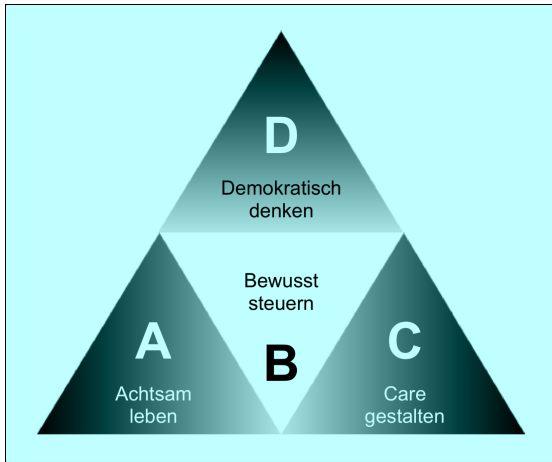 D
Demokratisch
denken
Bewusst
steuern
A
B
C
Achtsam
leben
Care
gestalten